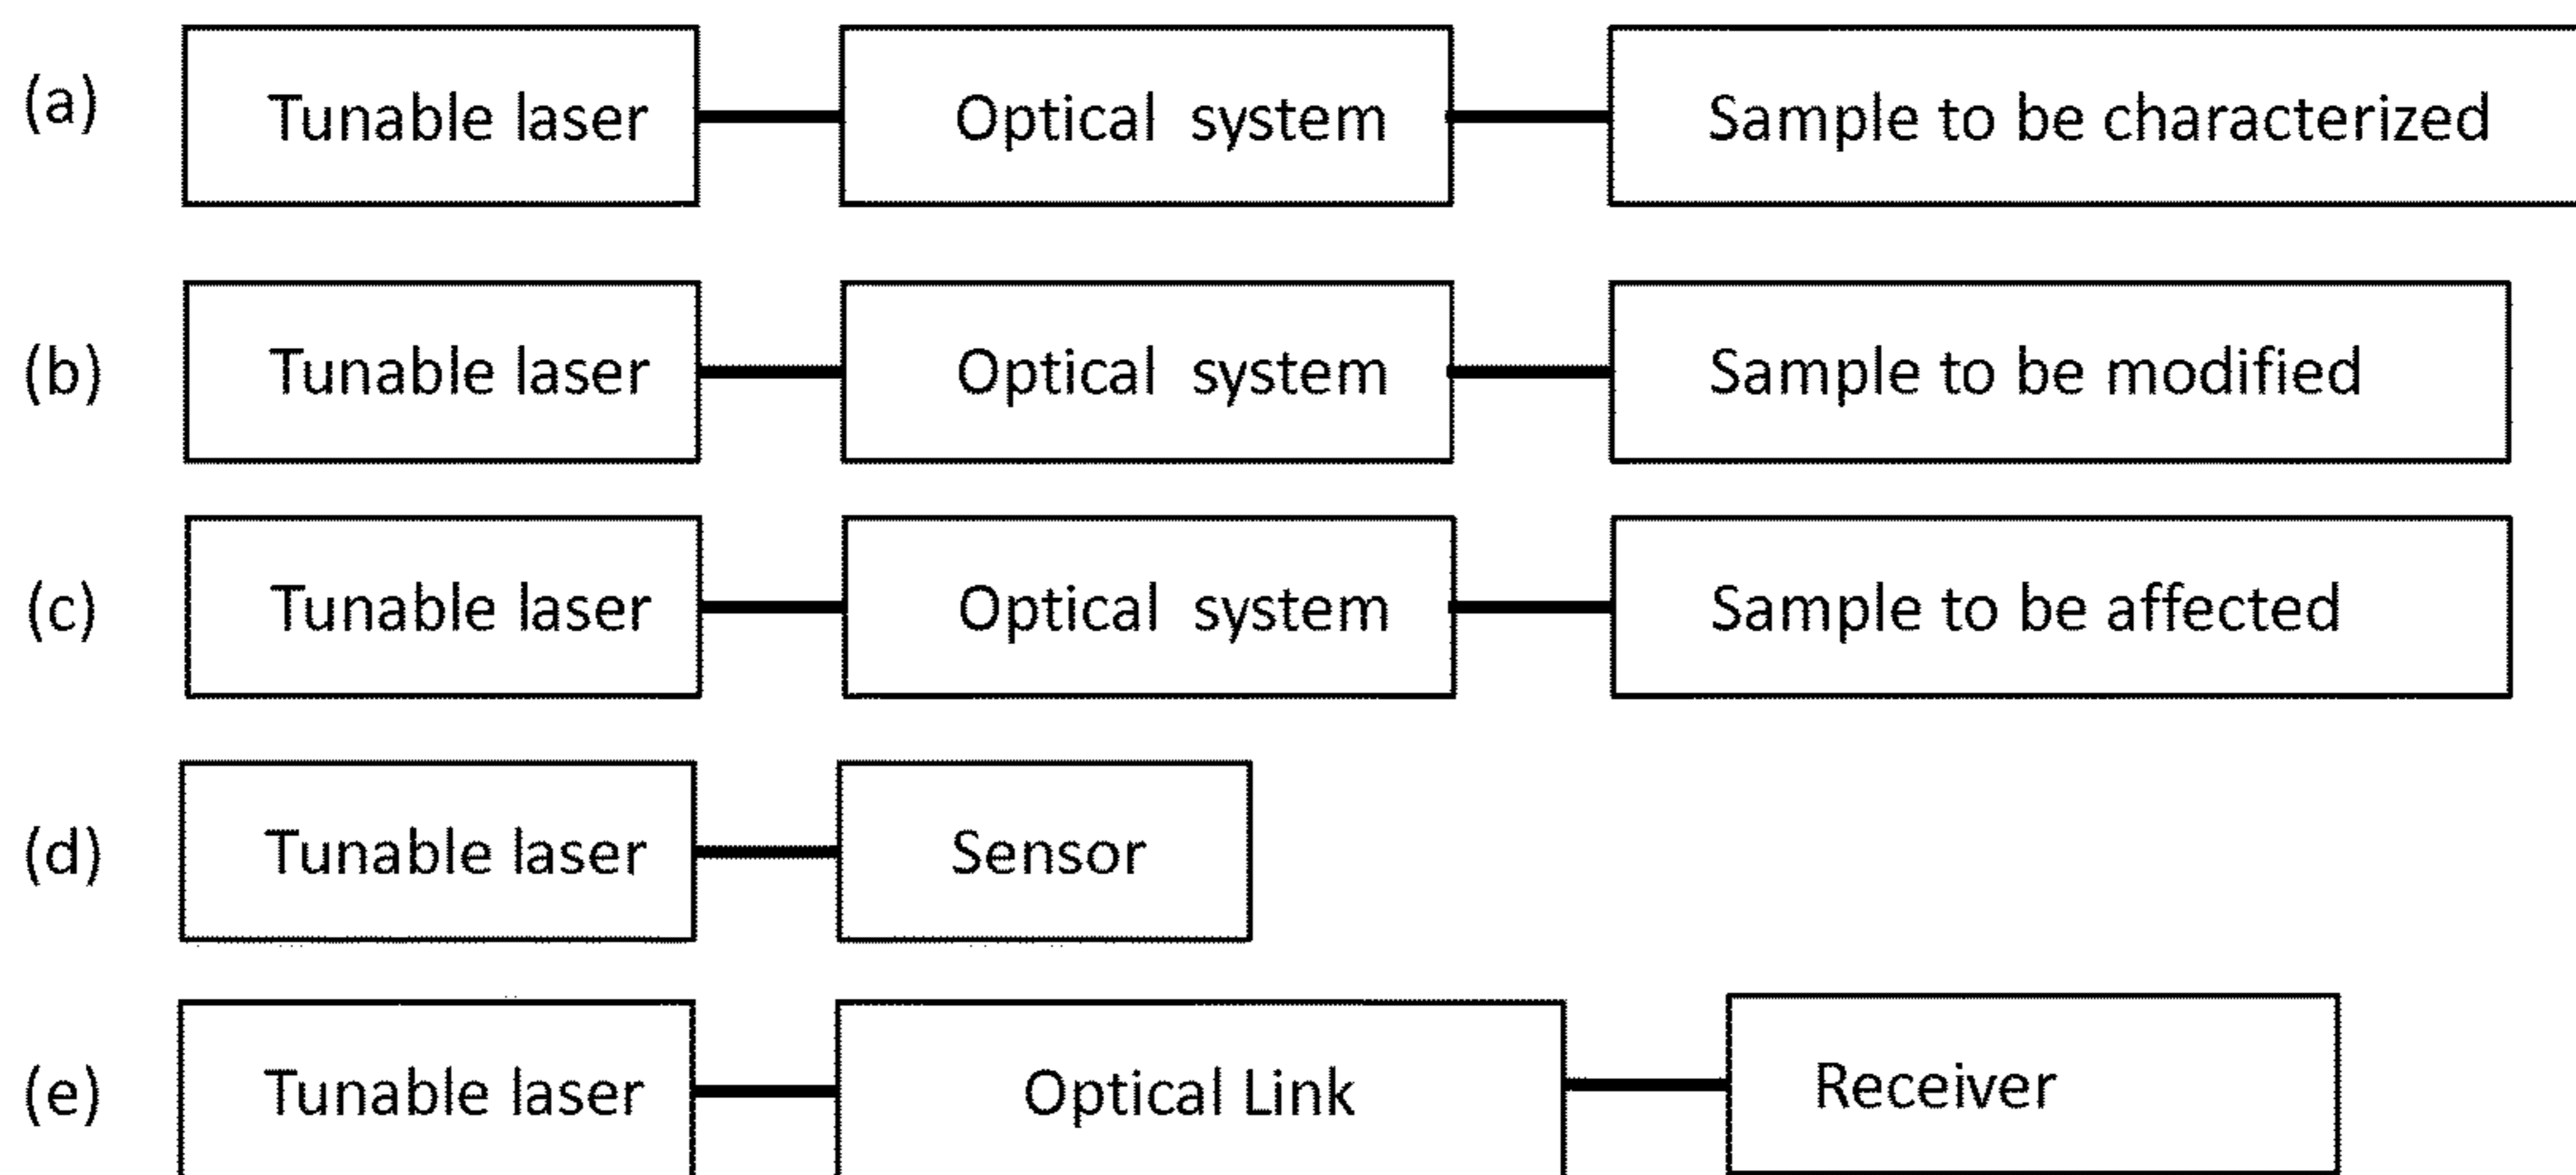 (a) Tunable laser Optical system Sample to be characterized
(b) Tunable laser Optical system Sample to be modified
(c) Tunable laser Optical system Sample to be affected
(d) Tunable laser Sensor
(e) Tunable laser Optical Link Receiver